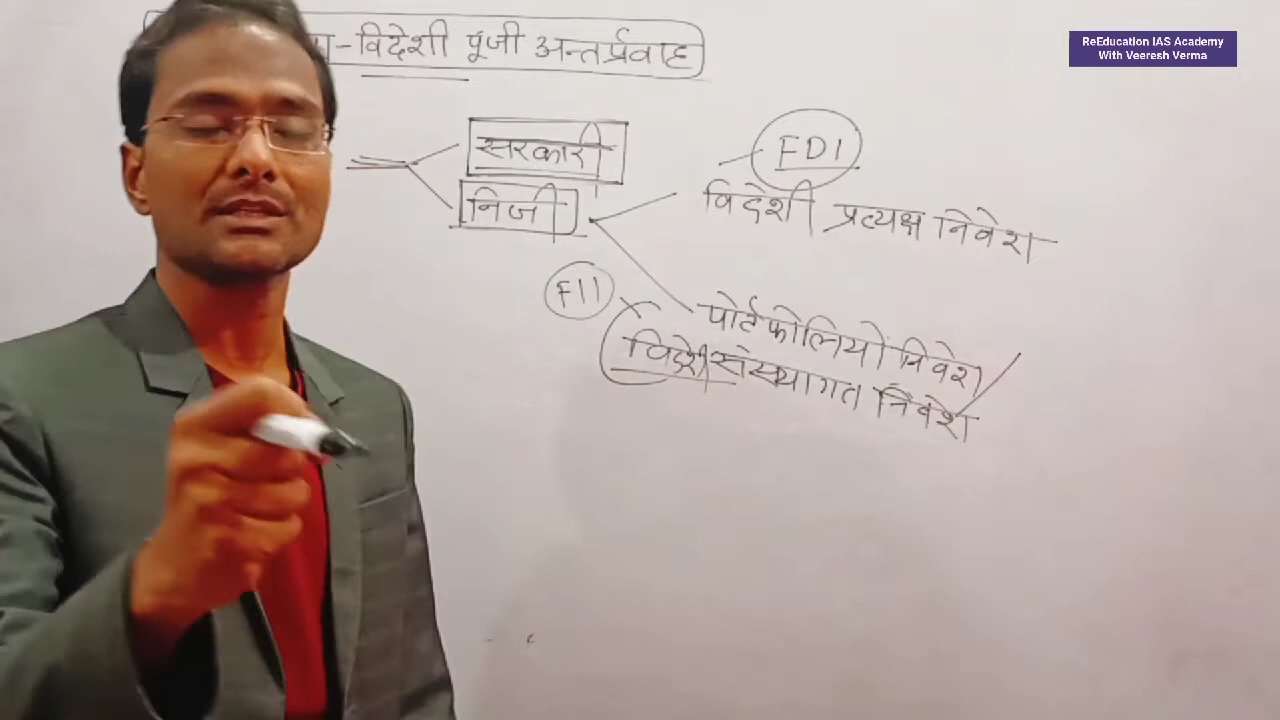 ReEducation IAS Academy
With Veeresh Verma
-विदेशी पूंजी अन्तर्प्रवाह
सरकारी
निजी
FDI
विदेशी प्रत्यक्ष निवेश
FII
पोर्टफोलियो निवेश/
विदेशी संस्थागत निवेश